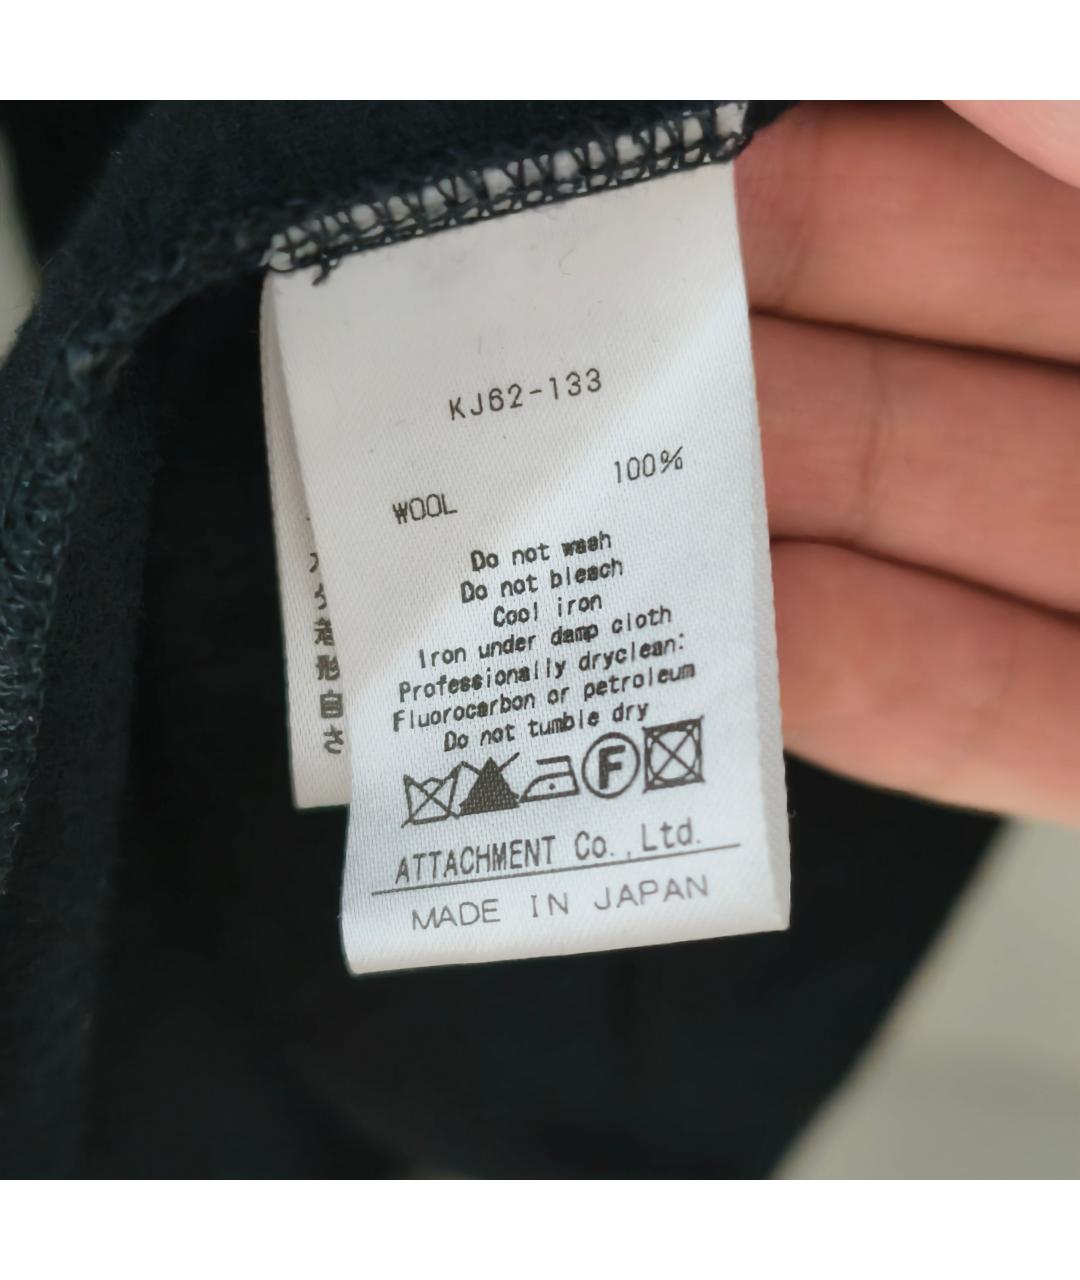 KJ62-133
WOOL 100%
Do not wash
Do not bleach
Cool iron
Iron under damp cloth
Professionally dryclean:
Fluorocarbon or petroleum
Do not tumble dry
F
ATTACHMENT Co.,Ltd.
MADE IN JAPAN